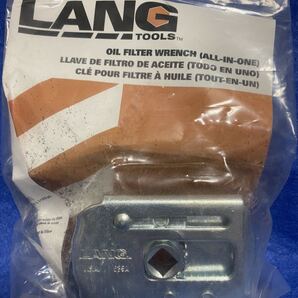 LANG
TOOLS™
OIL FILTER WRENCH (ALL-IN-ONE)
LLAVE DE FILTRO DE ACEITE (TODO EN UNO)
CLÉ POUR FILTRE À HUILE (TOUT-EN-UN)
LANG